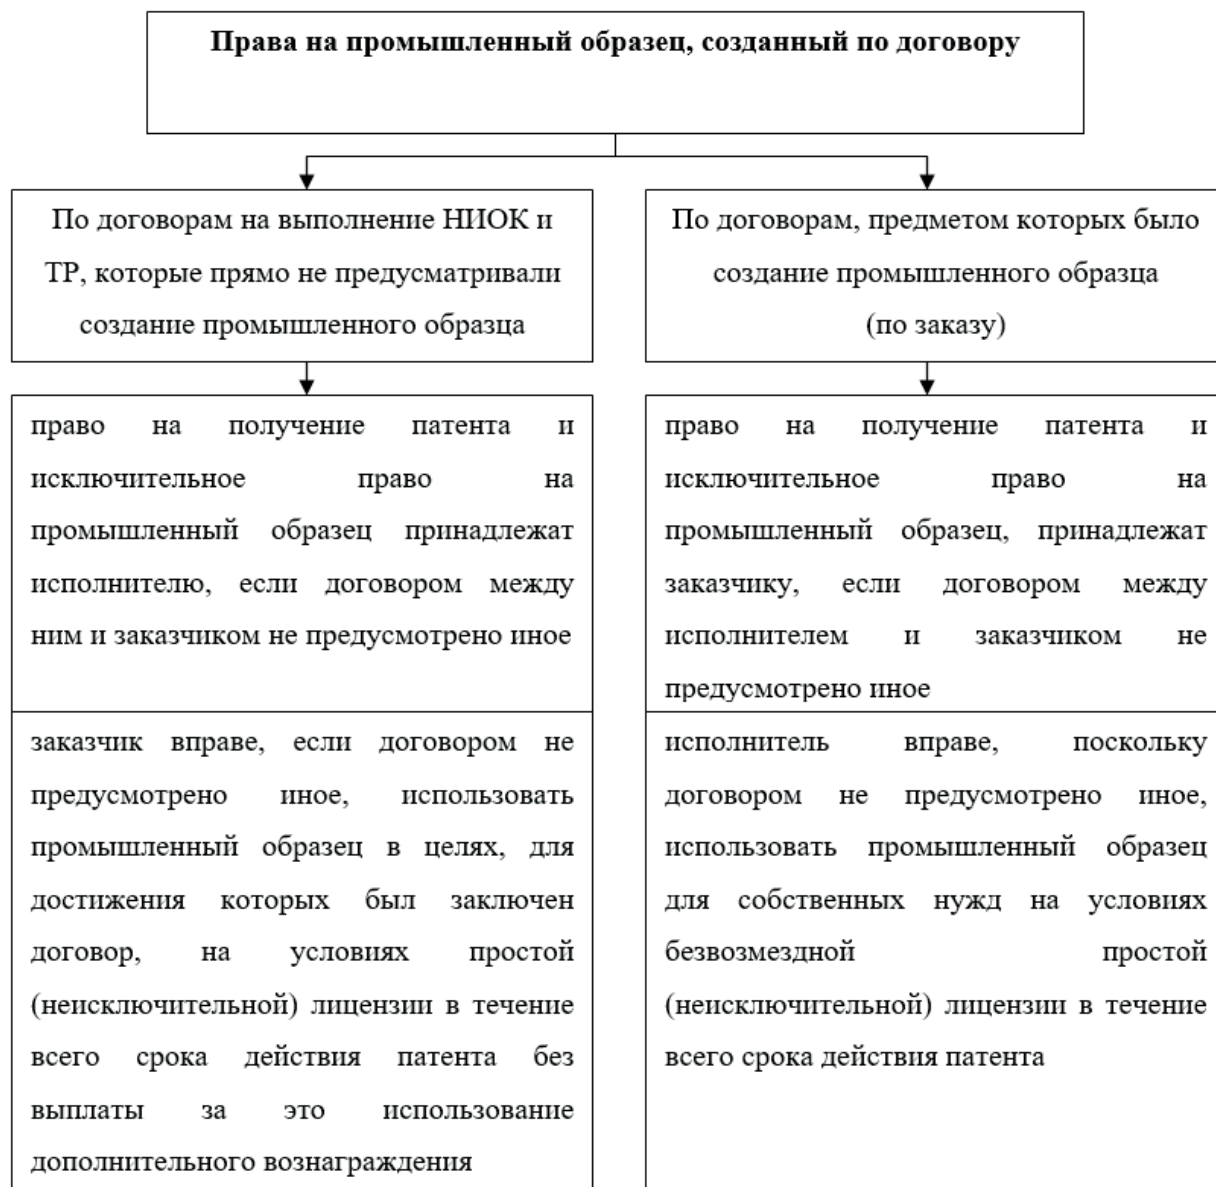 Права на промышленный образец, созданный по договору
По договорам на выполнение НИОК и
ТР, которые прямо не предусматривали
создание промышленного образца
По договорам, предметом которых было
создание промышленного образца
(по заказу)
право на получение патента и
исключительное право на
промышленный образец принадлежат
исполнителю, если договором между
ним и заказчиком не предусмотрено иное
право на получение патента и
исключительное право на
промышленный образец, принадлежат
заказчику, если договором между
исполнителем и заказчиком не
предусмотрено иное
заказчик вправе, если договором не
предусмотрено иное, использовать
промышленный образец в целях, для
достижения которых был заключен
договор, на условиях простой
(неисключительной) лицензии в течение
всего срока действия патента без
выплаты за это использование
дополнительного вознаграждения
исполнитель вправе, поскольку
договором не предусмотрено иное,
использовать промышленный образец
для собственных нужд на условиях
безвозмездной простой
(неисключительной) лицензии в течение
всего срока действия патента